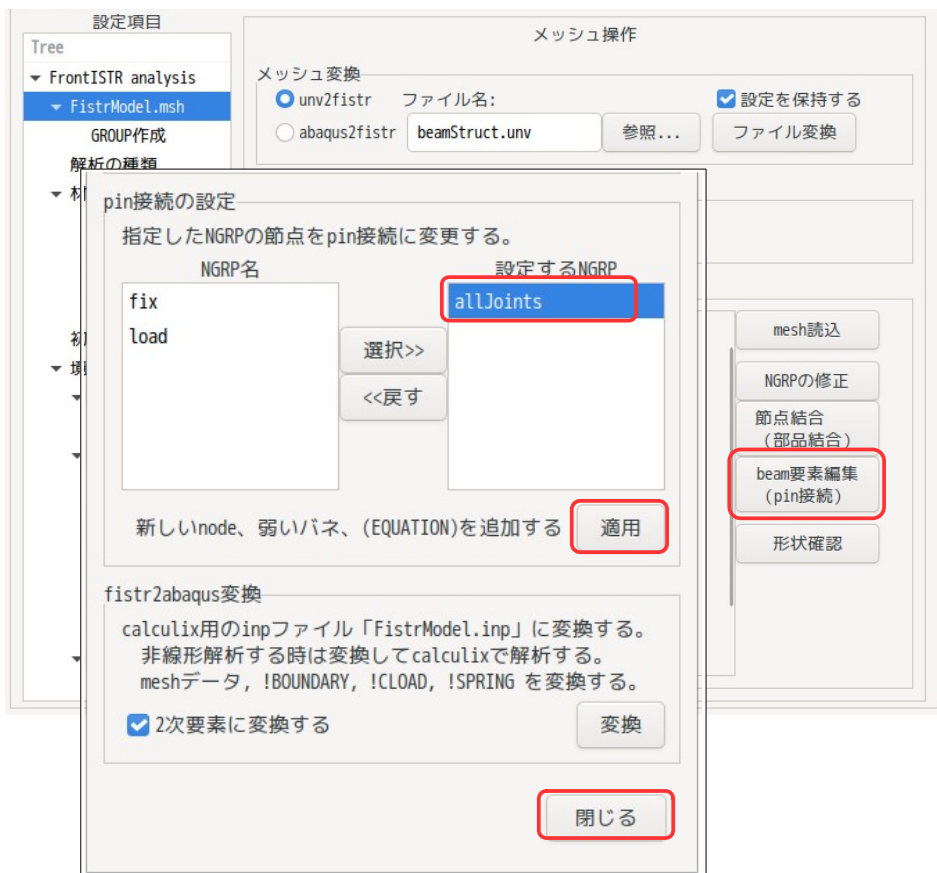 設定項目
Tree
FrontISTR analysis
FistrModel.msh
GROUP作成
解析の種類
メッシュ操作
メッシュ変換
unv2fistr ファイル名: 設定を保持する
abaqus2fistr beamStruct.unv 参照... ファイル変換
pin接続の設定
指定したNGRPの節点をpin接続に変更する。
NGRP名 設定するNGRP
fix
load
allJoints
選択>>
<<戻す
新しいnode、弱いバネ、(EQUATION)を追加する 適用
fistr2abaqus変換
calculix用のinpファイル「FistrModel.inp」に変換する。
非線形解析する時は変換してcalculixで解析する。
meshデータ, !BOUNDARY, !CLOAD, !SPRING を変換する。
2次要素に変換する 変換
閉じる
mesh読込
NGRPの修正
節点結合
(部品結合)
beam要素編集
(pin接続)
形状確認